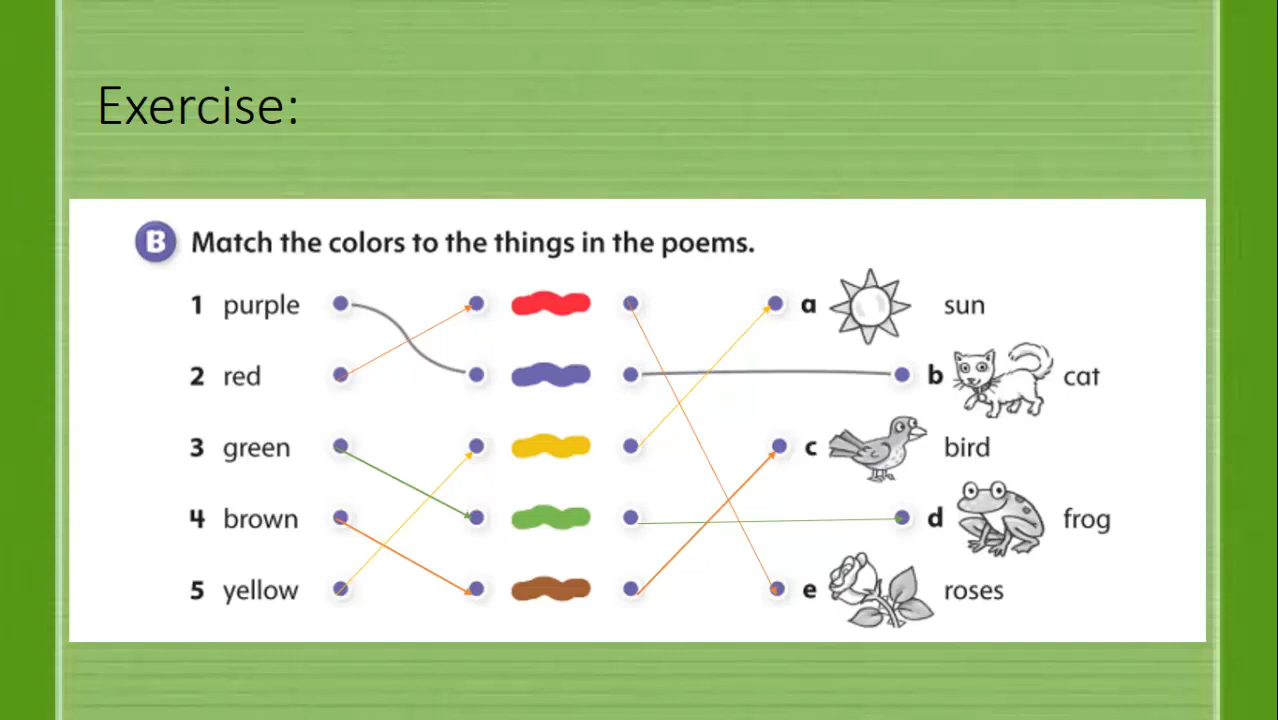 Exercise:
B Match the colors to the things in the poems.
1 purple a sun
2 red b cat
3 green c bird
4 brown d frog
5 yellow e roses